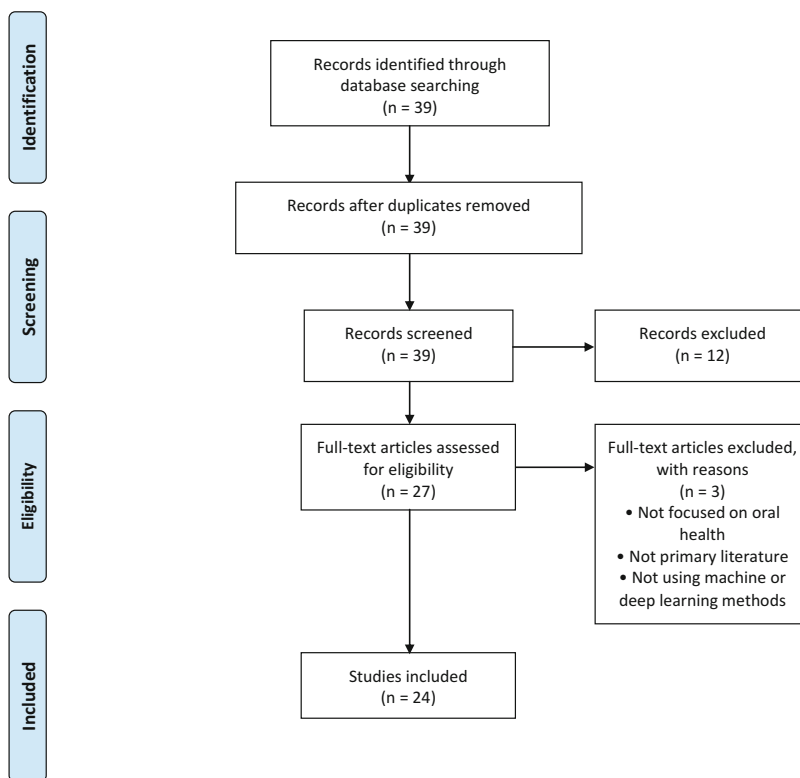 Identification
Records identified through
database searching
(n = 39)
Records after duplicates removed
(n = 39)
Screening
Records screened
(n = 39)
Records excluded
(n = 12)
Eligibility
Full-text articles assessed
for eligibility
(n = 27)
Full-text articles excluded,
with reasons
(n = 3)
• Not focused on oral
health
• Not primary literature
• Not using machine or
deep learning methods
Included
Studies included
(n = 24)